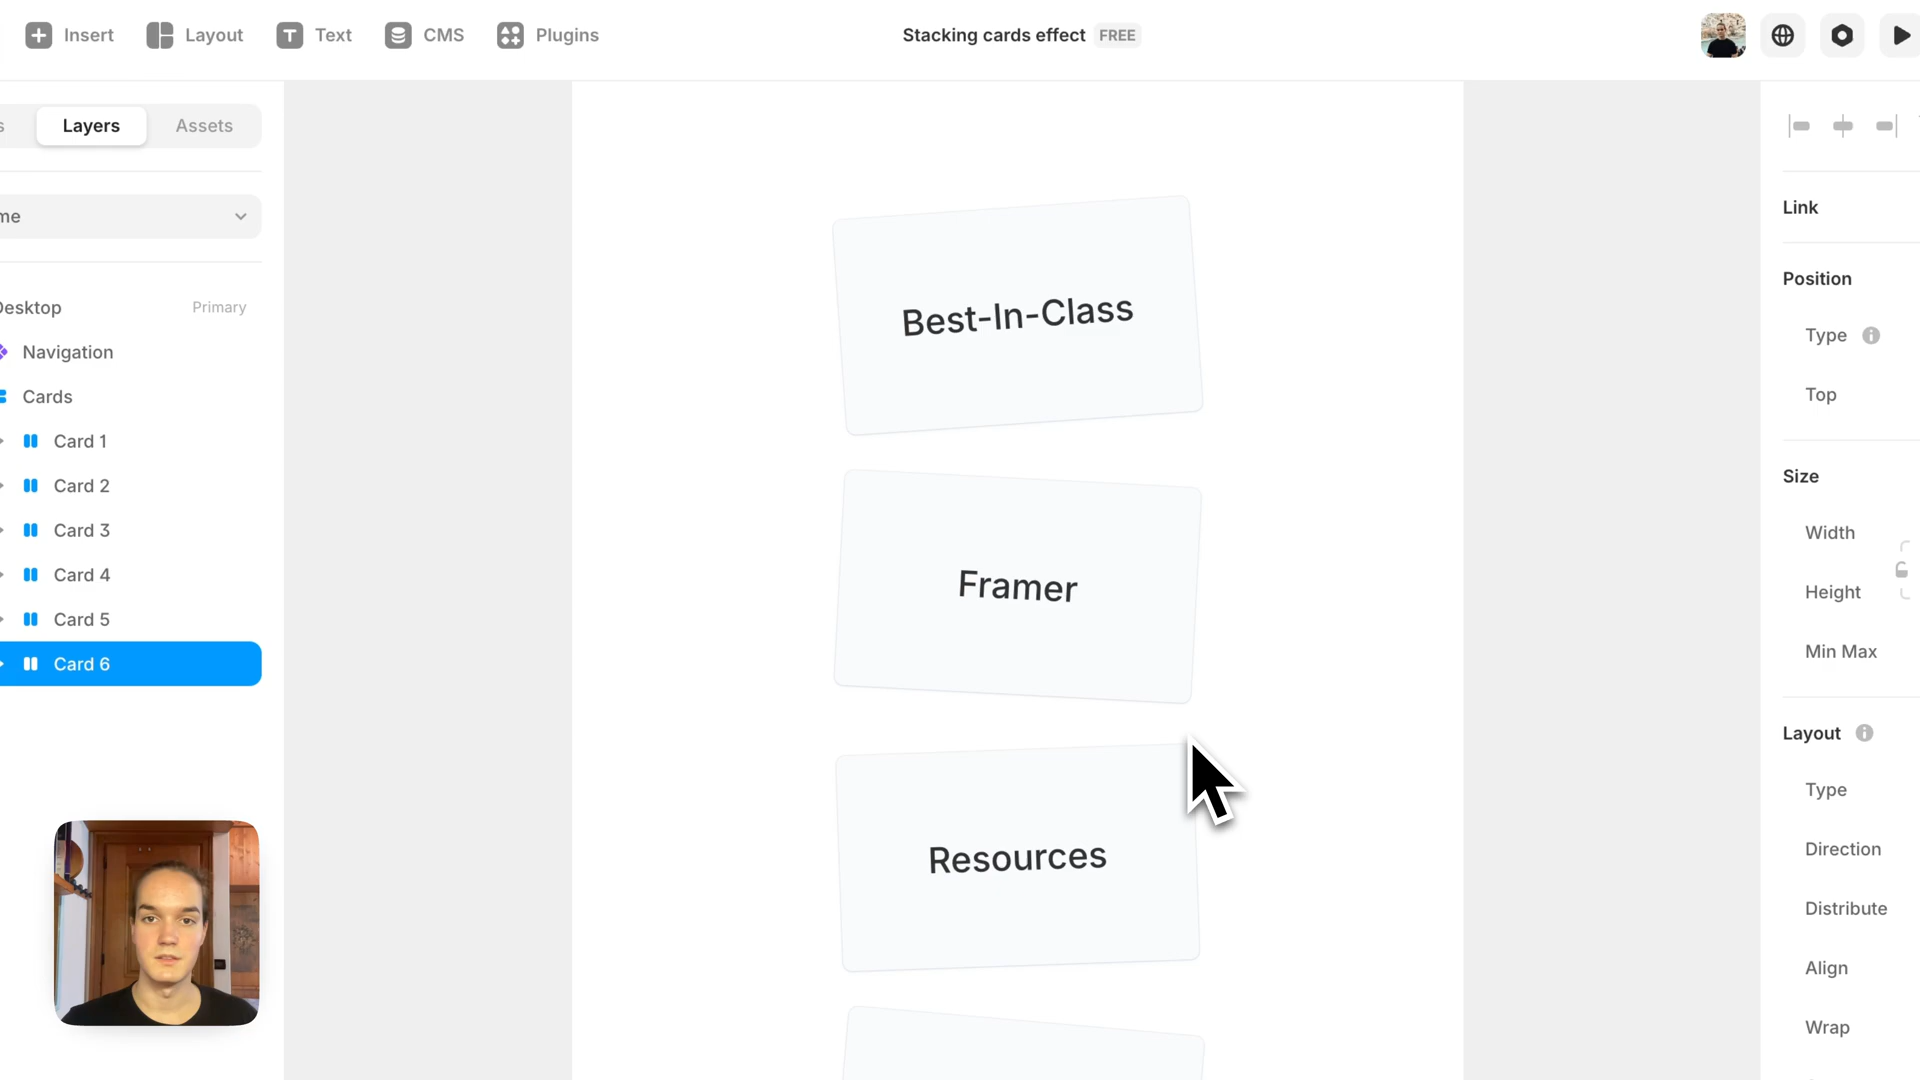 Insert
Layout
Text
CMS
Plugins
Stacking cards effect FREE
s
Layers
Assets
me
Desktop
Primary
Navigation
Cards
Card 1
Card 2
Card 3
Card 4
Card 5
Card 6
Best-In-Class
Framer
Resources
Link
Position
Type
Top
Size
Width
Height
Min Max
Layout
Type
Direction
Distribute
Align
Wrap